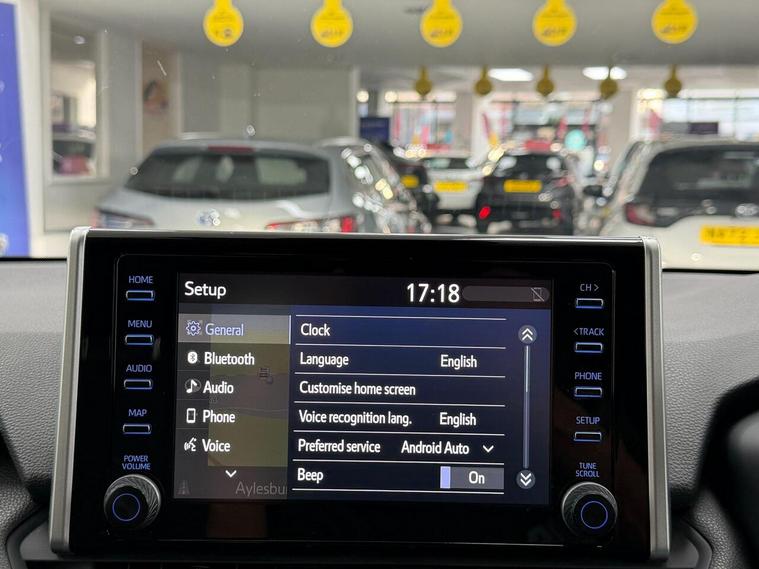 HOME
MENU
AUDIO
MAP
POWER
VOLUME
Setup
17:18
General
Bluetooth
Audio
Phone
Voice
Clock
Language English
Customise home screen
Voice recognition lang. English
Preferred service Android Auto
Beep On
CH >
< TRACK
PHONE
SETUP
TUNE
SCROLL